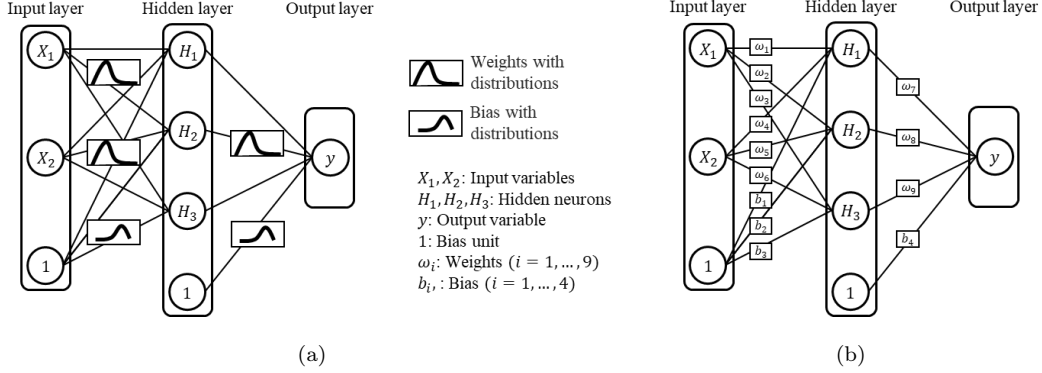 Input layer Hidden layer Output layer
X₁ H₁
X₂ H₂ y
H₃
1
1
Weights with
distributions
Bias with
distributions
X₁, X₂: Input variables
H₁, H₂, H₃: Hidden neurons
y: Output variable
1: Bias unit
ωᵢ: Weights (i = 1, …, 9)
bᵢ, : Bias (i = 1, …, 4)
(a)
Input layer Hidden layer Output layer
X₁ ω₁ H₁
ω₂ ω₇
ω₃
ω₄ H₂
X₂ ω₅ ω₈ y
ω₆ ω₉
b₁ H₃
b₂ b₄
1 b₃
1
(b)